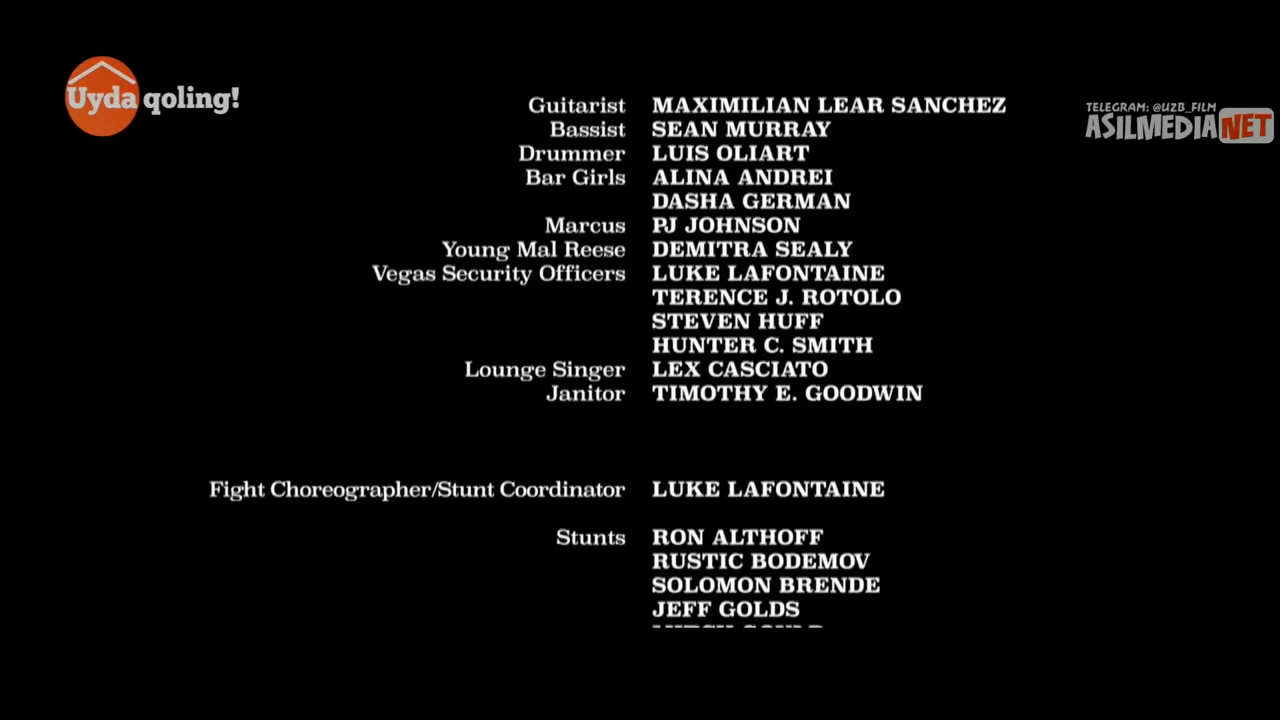 Uyda qoling!
TELEGRAM: @UZB_FILM
ASILMEDIA.NET
Guitarist MAXIMILIAN LEAR SANCHEZ
Bassist SEAN MURRAY
Drummer LUIS OLIART
Bar Girls ALINA ANDREI
DASHA GERMAN
Marcus PJ JOHNSON
Young Mal Reese DEMITRA SEALY
Vegas Security Officers LUKE LAFONTAINE
TERENCE J. ROTOLO
STEVEN HUFF
HUNTER C. SMITH
Lounge Singer LEX CASCIATO
Janitor TIMOTHY E. GOODWIN
Fight Choreographer/Stunt Coordinator LUKE LAFONTAINE
Stunts RON ALTHOFF
RUSTIC BODEMOV
SOLOMON BRENDE
JEFF GOLDS